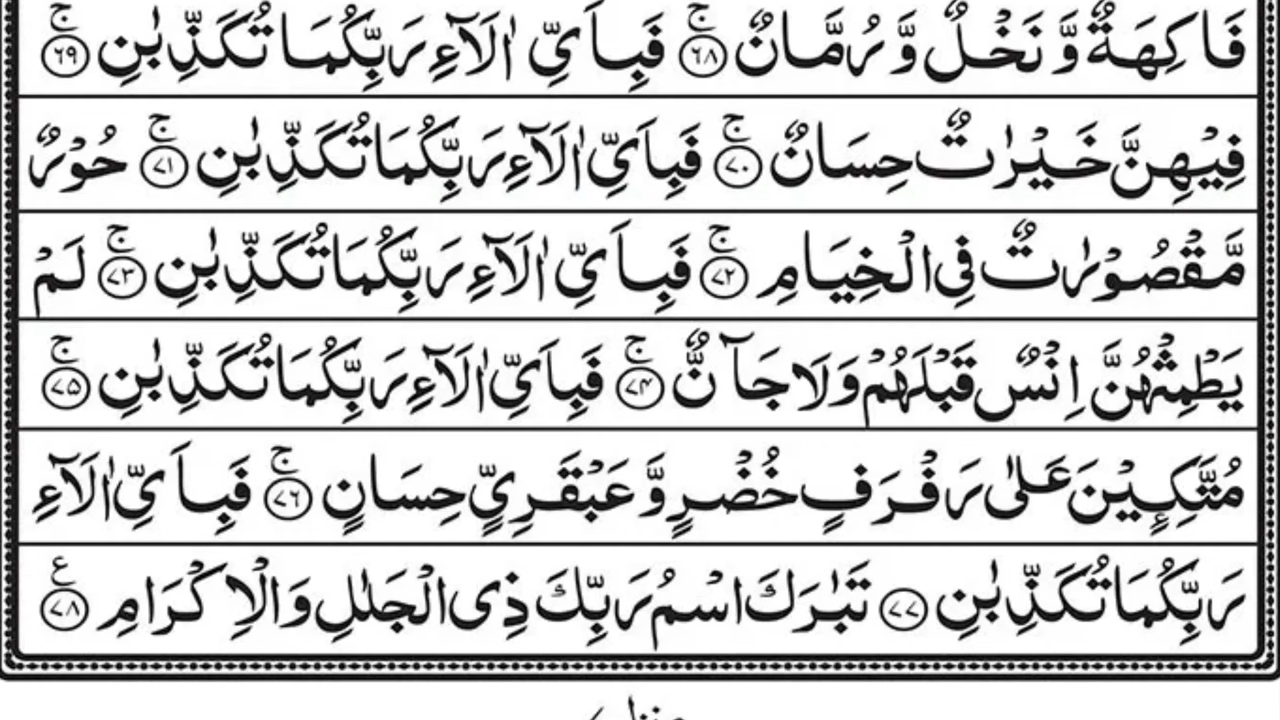 فَاكِهَةٌ وَّ نَخْلٌ وَّ رُمَّانٌ ۚ﴿٦٨﴾ فَبِاَيِّ اٰلَآءِ رَبِّكُمَا تُكَذِّبٰنِ ۚ﴿٦٩﴾
فِيْهِنَّ خَيْرٰتٌ حِسَانٌ ۚ﴿٧٠﴾ فَبِاَيِّ اٰلَآءِ رَبِّكُمَا تُكَذِّبٰنِ ۚ﴿٧١﴾ حُوْرٌ
مَّقْصُوْرٰتٌ فِي الْخِيَامِ ۚ﴿٧٢﴾ فَبِاَيِّ اٰلَآءِ رَبِّكُمَا تُكَذِّبٰنِ ۚ﴿٧٣﴾ لَمْ
يَطْمِثْهُنَّ اِنْسٌ قَبْلَهُمْ وَلَا جَآنٌّ ۚ﴿٧٤﴾ فَبِاَيِّ اٰلَآءِ رَبِّكُمَا تُكَذِّبٰنِ ۚ﴿٧٥﴾
مُتَّكِـِٕيْنَ عَلٰى رَفْرَفٍ خُضْرٍ وَّ عَبْقَرِيٍّ حِسَانٍ ۚ﴿٧٦﴾ فَبِاَيِّ اٰلَآءِ
رَبِّكُمَا تُكَذِّبٰنِ ﴿٧٧﴾ تَبٰرَكَ اسْمُ رَبِّكَ ذِى الْجَلٰلِ وَالْاِكْرَامِ ﴿٧٨﴾ ع